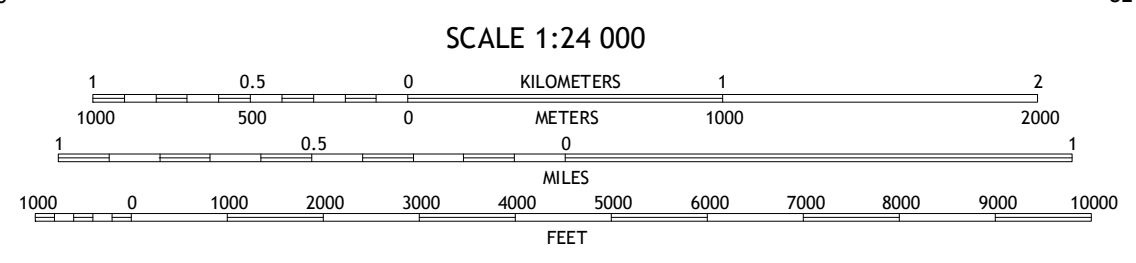 SCALE 1:24 000
1 0.5 0 KILOMETERS 1 2
1000 500 0 METERS 1000 2000
1 0.5 0 1
MILES
1000 0 1000 2000 3000 4000 5000 6000 7000 8000 9000 10000
FEET